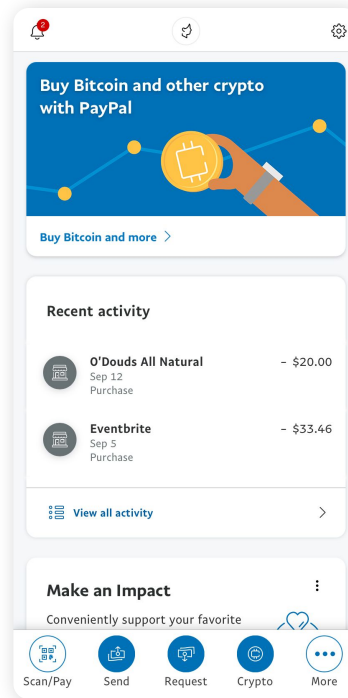 2
Buy Bitcoin and other crypto
with PayPal
Buy Bitcoin and more
Recent activity
O'Douds All Natural - $20.00
Sep 12
Purchase
Eventbrite - $33.46
Sep 5
Purchase
View all activity
Make an Impact
Conveniently support your favorite
Scan/Pay Send Request Crypto More